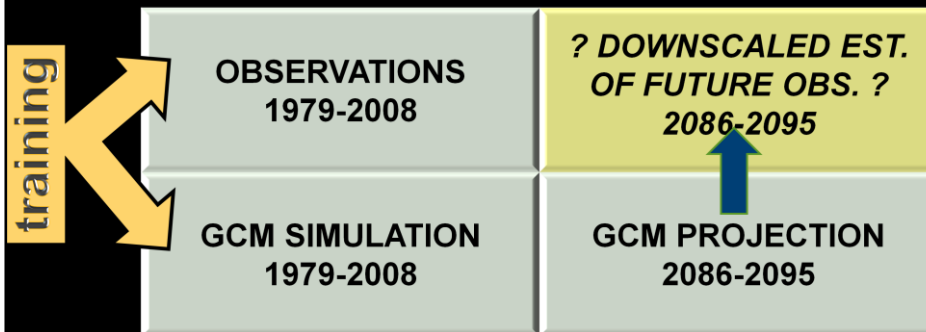 training
OBSERVATIONS
1979-2008
? DOWNSCALED EST.
OF FUTURE OBS. ?
2086-2095
GCM SIMULATION
1979-2008
GCM PROJECTION
2086-2095